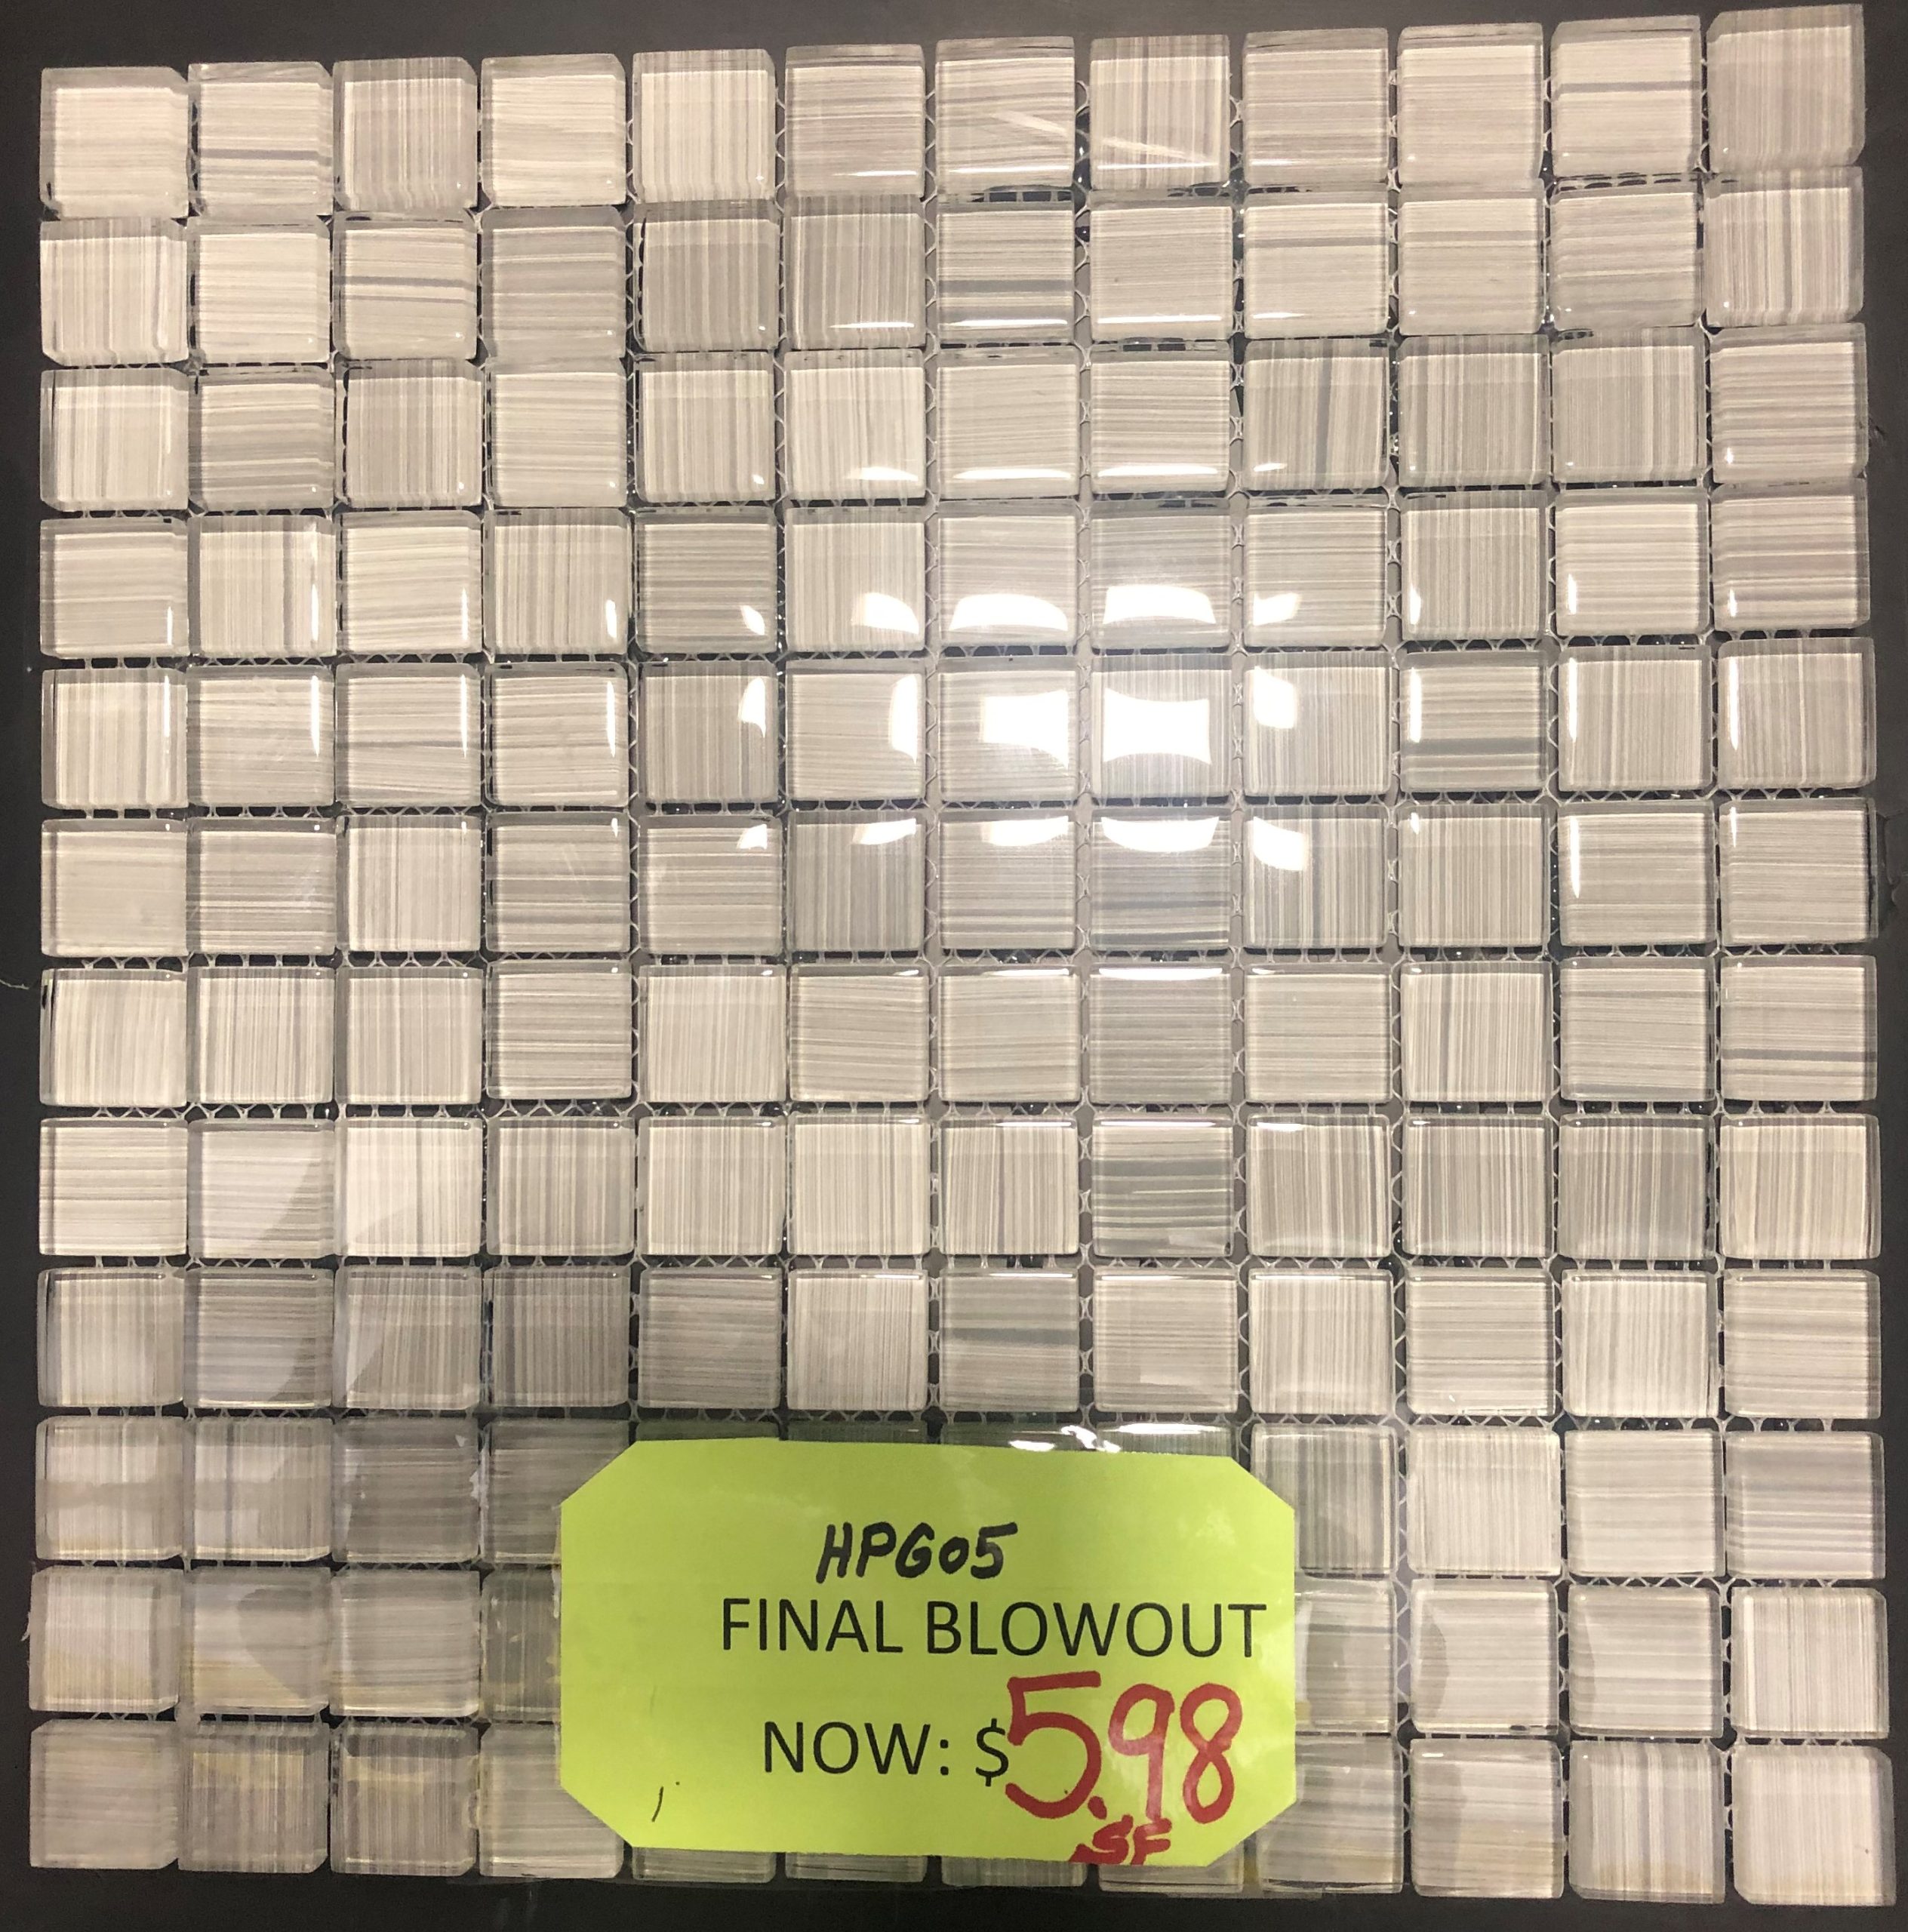 HPG05
FINAL BLOWOUT
NOW: $5.98
SF